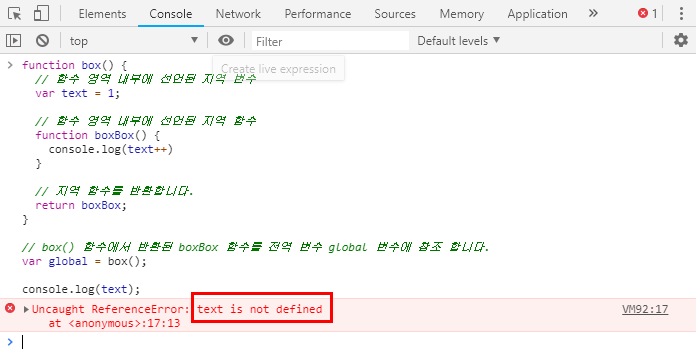 Elements Console Network Performance Sources Memory Application » 1
top Filter Default levels
Create live expression
function box() {
// 함수 영역 내부에 선언된 지역 변수
var text = 1;
// 함수 영역 내부에 선언된 지역 함수
function boxBox() {
console.log(text++)
}
// 지역 함수를 반환합니다.
return boxBox;
}
// box() 함수에서 반환된 boxBox 함수를 전역 변수 global 변수에 참조 합니다.
var global = box();
console.log(text);
Uncaught ReferenceError: text is not defined VM92:17
at <anonymous>:17:13